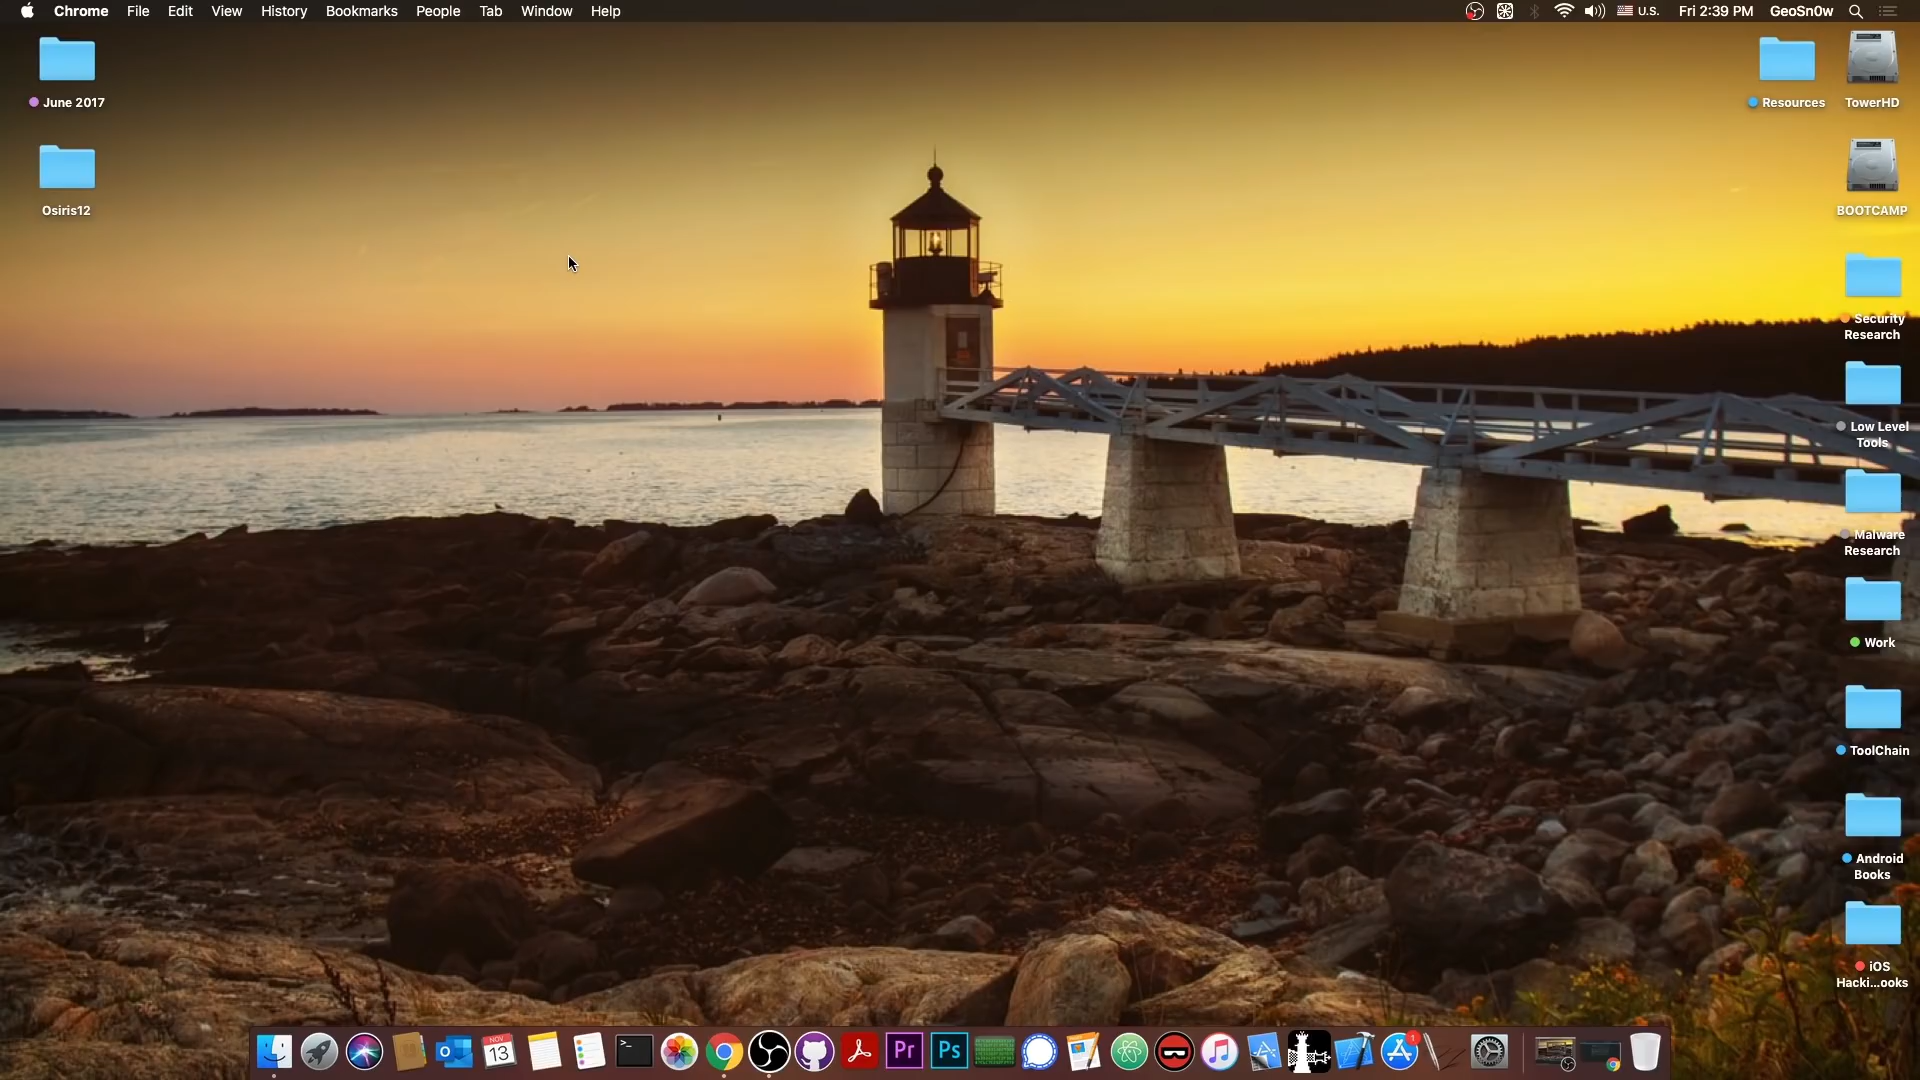 Chrome File Edit View History Bookmarks People Tab Window Help U.S. Fri 2:39 PM GeoSn0w
June 2017
Osiris12
Resources
TowerHD
BOOTCAMP
Security
Research
Low Level
Tools
Malware
Research
Work
ToolChain
Android
Books
iOS
Hacki...ooks
NOV
13
>_
Pr
Ps
1